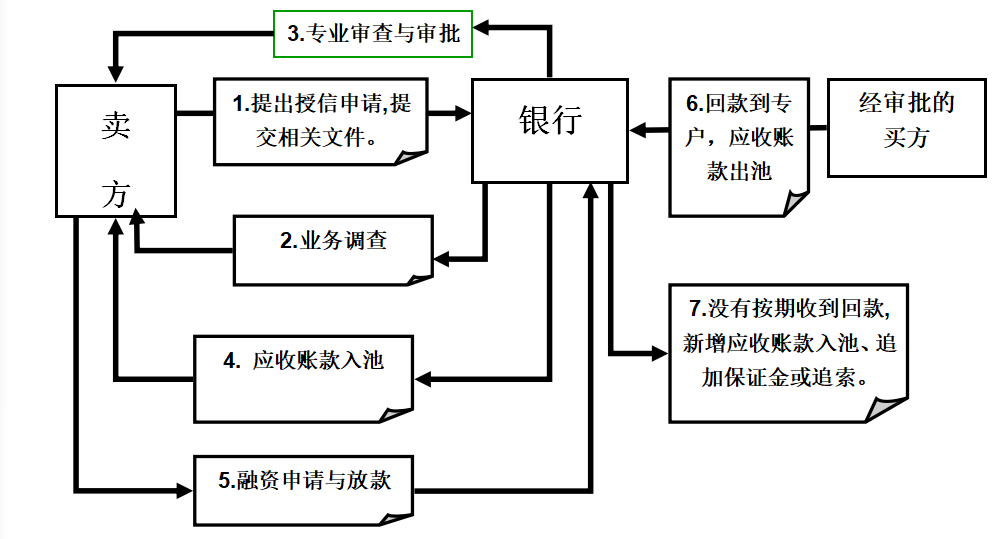 3.专业审查与审批
卖
方
1.提出授信申请,提
交相关文件。
银行
6.回款到专
户，应收账
款出池
经审批的
买方
2.业务调查
7.没有按期收到回款,
新增应收账款入池、追
加保证金或追索。
4. 应收账款入池
5.融资申请与放款